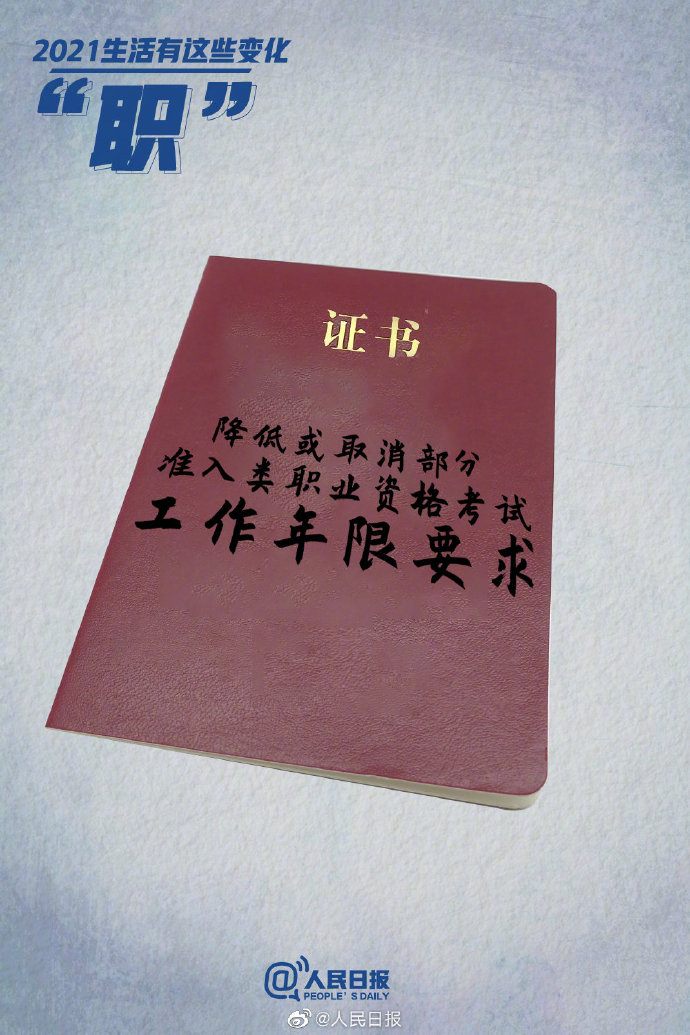 2021生活有这些变化
“职”
证书
降低或取消部分
准入类职业资格考试
工作年限要求
@人民日报
PEOPLE'S DAILY
@人民日报